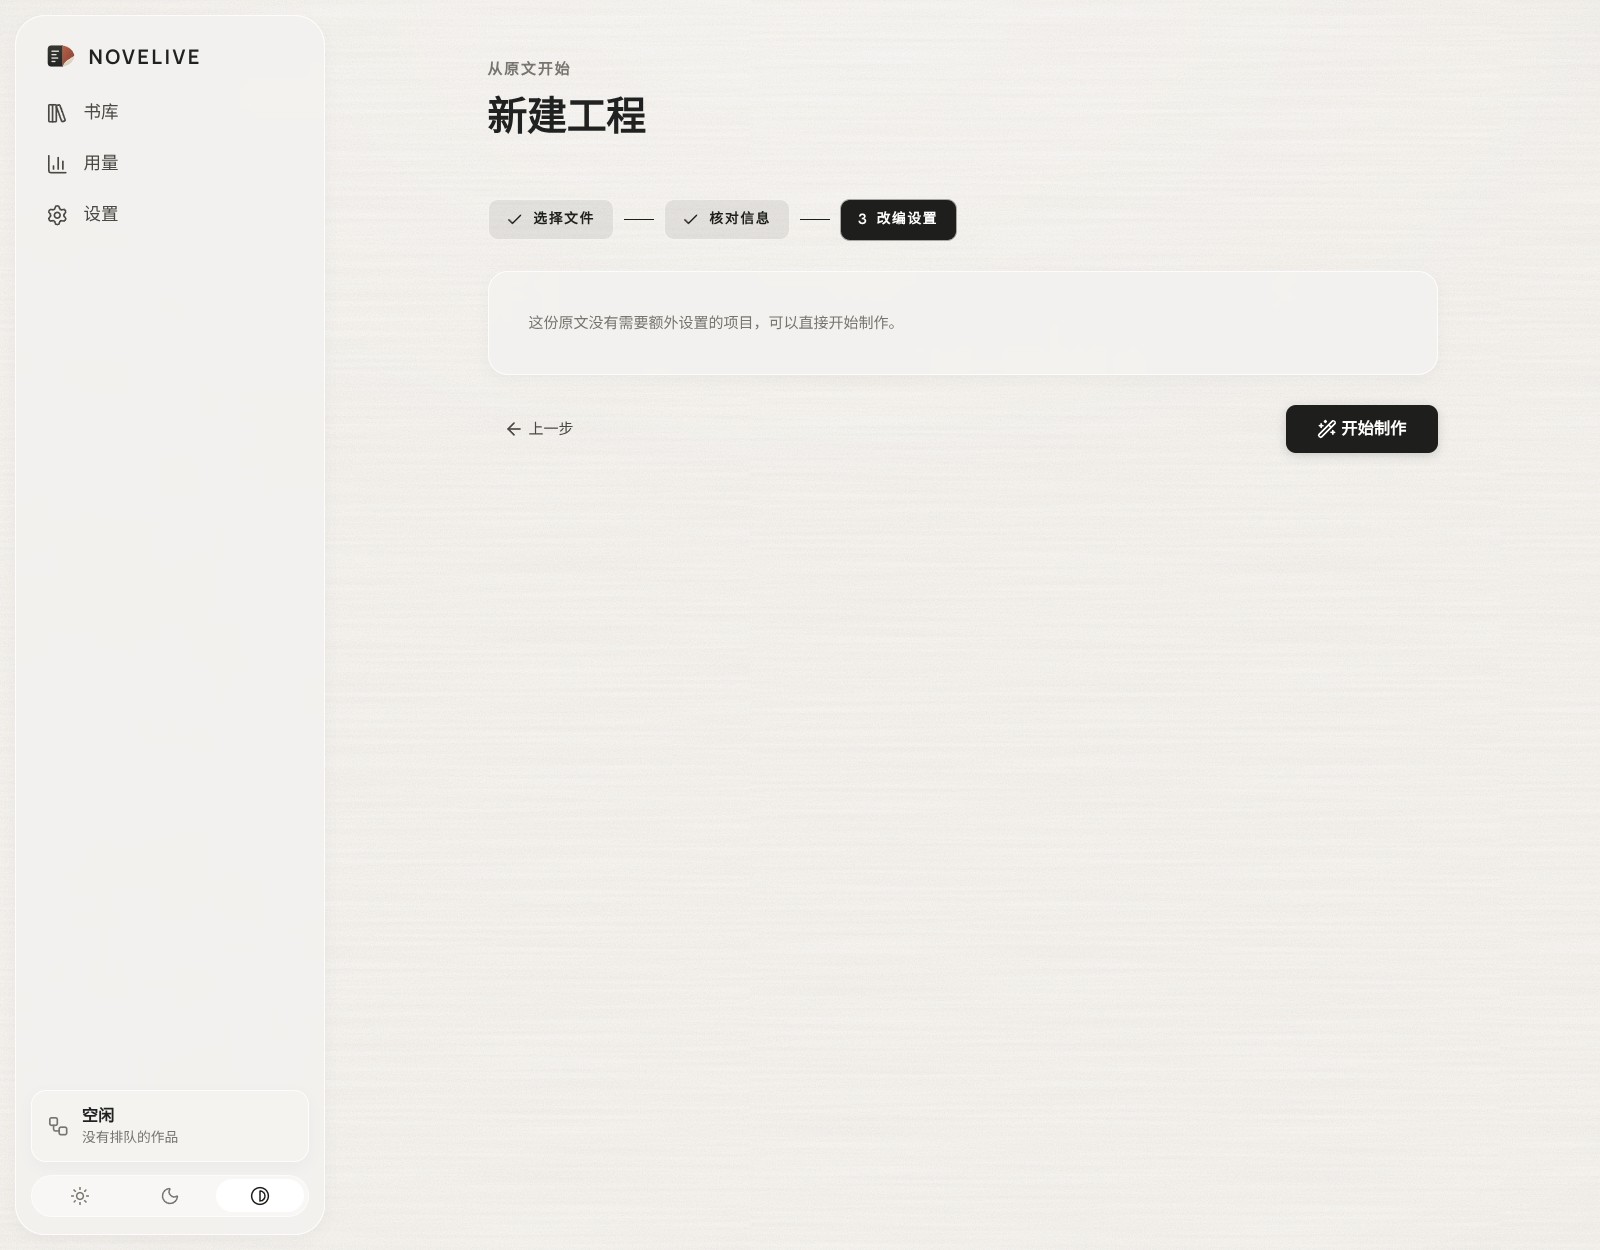 NOVELIVE
书库
用量
设置
从原文开始
新建工程
选择文件
核对信息
3 改编设置
这份原文没有需要额外设置的项目，可以直接开始制作。
上一步
开始制作
空闲
没有排队的作品